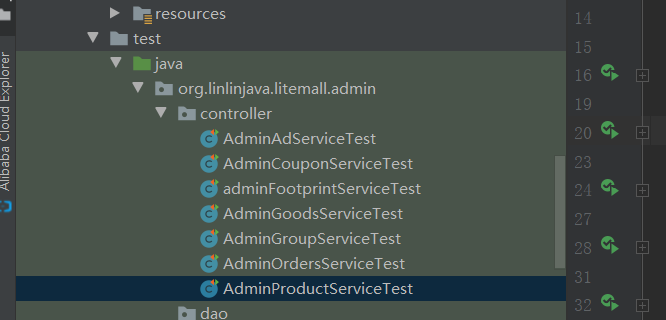 Alibaba Cloud Explorer
resources
test
java
org.linlinjava.litemall.admin
controller
AdminAdServiceTest
AdminCouponServiceTest
adminFootprintServiceTest
AdminGoodsServiceTest
AdminGroupServiceTest
AdminOrdersServiceTest
AdminProductServiceTest
dao
14
15
16
19
20
23
24
27
28
31
32